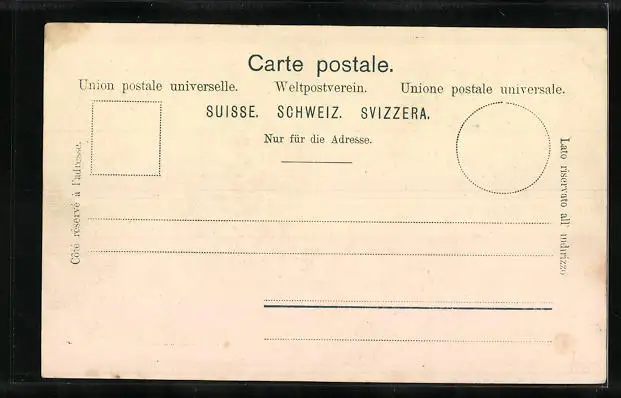 Carte postale.
Union postale universelle. Weltpostverein. Unione postale universale.
SUISSE. SCHWEIZ. SVIZZERA.
Nur für die Adresse.
Côté réservé à l'adresse.
Lato riservato all' indirizzo